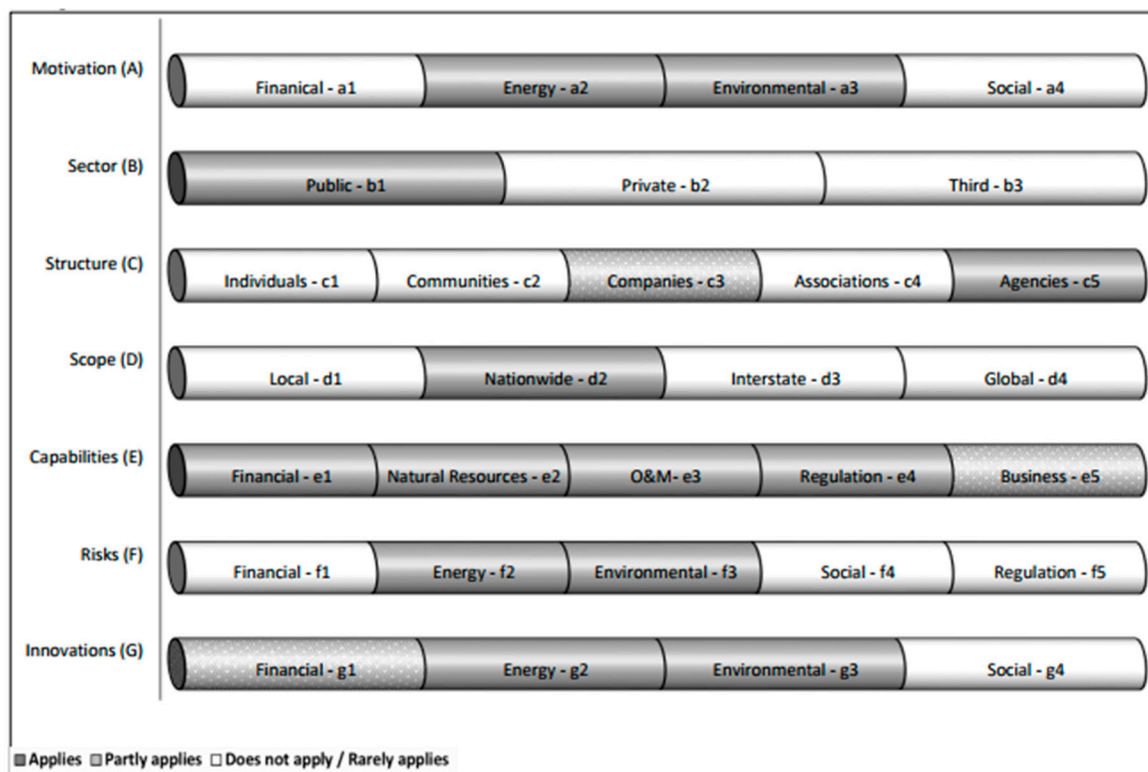 Motivation (A)
Finanical - a1
Energy - a2
Environmental - a3
Social - a4
Sector (B)
Public - b1
Private - b2
Third - b3
Structure (C)
Individuals - c1
Communities - c2
Companies - c3
Associations - c4
Agencies - c5
Scope (D)
Local - d1
Nationwide - d2
Interstate - d3
Global - d4
Capabilities (E)
Financial - e1
Natural Resources - e2
O&M- e3
Regulation - e4
Business - e5
Risks (F)
Financial - f1
Energy - f2
Environmental - f3
Social - f4
Regulation - f5
Innovations (G)
Financial - g1
Energy - g2
Environmental - g3
Social - g4
Applies Partly applies Does not apply / Rarely applies